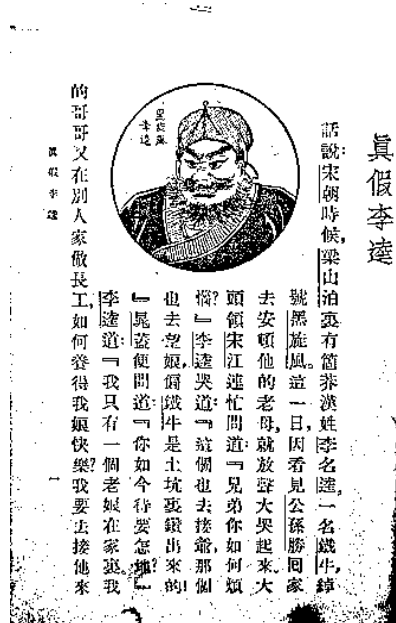 眞假李逵
話說宋朝時候，梁山泊裏有箇莽漢姓李名逵，一名鐵牛，綽
號黑旋風。這一日，因看見公孫勝囘家
去安頓他的老母，就放聲大哭起來。大
頭領宋江連忙問道：『兄弟你如何煩
惱？』李逵哭道：『這個也去接爺，那個
也去望娘，偏鐵牛是土坑裏鑽出來的！
』晁蓋便問道：『你如今待要怎地？』
李逵道：『我只有一個老娘在家裏。我
的哥哥又在別人家做長工，如何養得我娘快樂？我要去接他來
黑旋風
李逵
眞假李逵
一